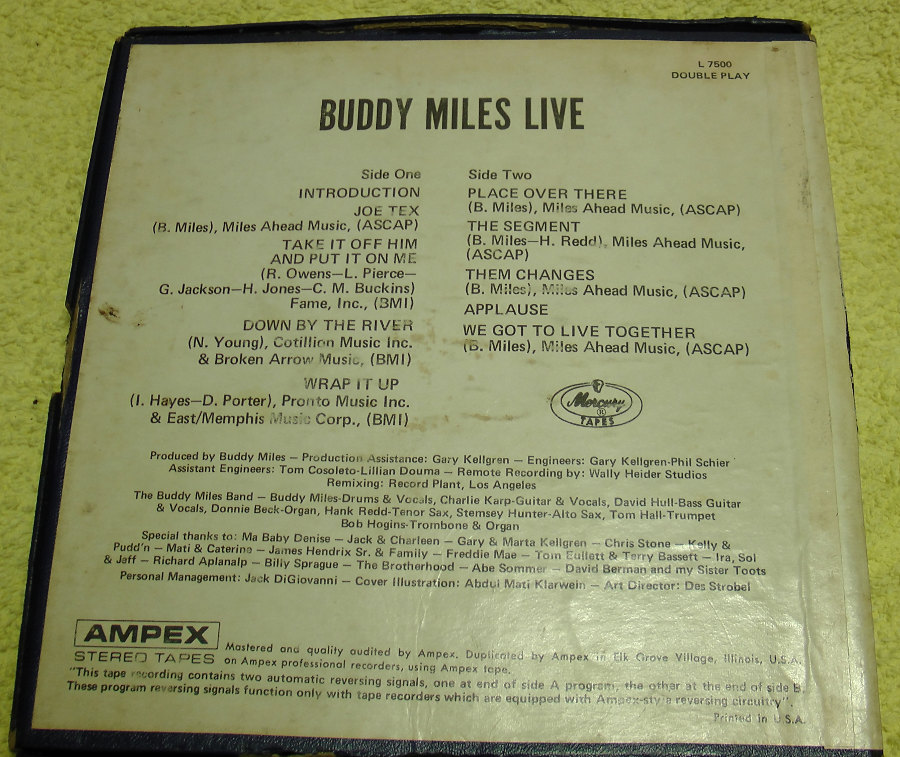 L 7500
DOUBLE PLAY
BUDDY MILES LIVE
Side One
INTRODUCTION
JOE TEX
(B. Miles), Miles Ahead Music, (ASCAP)
TAKE IT OFF HIM
AND PUT IT ON ME
(R. Owens—L. Pierce—
G. Jackson—H. Jones—C. M. Buckins)
Fame, Inc., (BMI)
DOWN BY THE RIVER
(N. Young), Cotillion Music Inc.
& Broken Arrow Music, (BMI)
WRAP IT UP
(I. Hayes—D. Porter), Pronto Music Inc.
& East/Memphis Music Corp., (BMI)
Side Two
PLACE OVER THERE
(B. Miles), Miles Ahead Music, (ASCAP)
THE SEGMENT
(B. Miles—H. Redd), Miles Ahead Music,
(ASCAP)
THEM CHANGES
(B. Miles), Miles Ahead Music, (ASCAP)
APPLAUSE
WE GOT TO LIVE TOGETHER
(B. Miles), Miles Ahead Music, (ASCAP)
Mercury
®
TAPES
Produced by Buddy Miles — Production Assistance: Gary Kellgren — Engineers: Gary Kellgren-Phil Schier
Assistant Engineers: Tom Cosoleto-Lillian Douma — Remote Recording by: Wally Heider Studios
Remixing: Record Plant, Los Angeles
The Buddy Miles Band — Buddy Miles-Drums & Vocals, Charlie Karp-Guitar & Vocals, David Hull-Bass Guitar
& Vocals, Donnie Beck-Organ, Hank Redd-Tenor Sax, Stemsey Hunter-Alto Sax, Tom Hall-Trumpet
Bob Hogins-Trombone & Organ
Special thanks to: Ma Baby Denise — Jack & Charleen — Gary & Marta Kellgren — Chris Stone — Kelly &
Pudd'n — Mati & Caterine — James Hendrix Sr. & Family — Freddie Mae — Tom Eullett & Terry Bassett — Ira, Sol
& Jeff — Richard Aplanalp — Billy Sprague — The Brotherhood — Abe Sommer — David Berman and my Sister Toots
Personal Management: Jack DiGiovanni — Cover Illustration: Abdul Mati Klarwein — Art Director: Des Strobel
AMPEX
STEREO TAPES
Mastered and quality audited by Ampex. Duplicated by Ampex in Elk Grove Village, Illinois, U.S.A.
on Ampex professional recorders, using Ampex tape.
"This tape recording contains two automatic reversing signals, one at end of side A program, the other at the end of side B.
These program reversing signals function only with tape recorders which are equipped with Ampex-style reversing circuitry".
Printed in U.S.A.